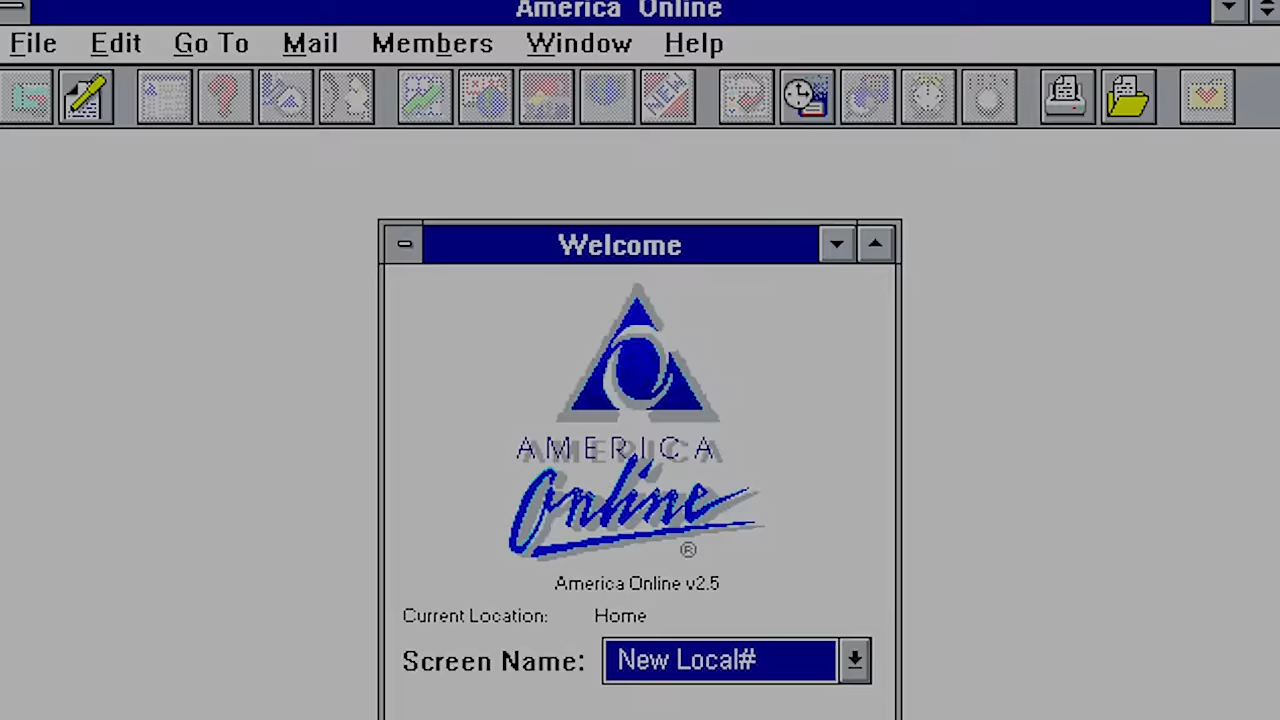 America Online
File Edit Go To Mail Members Window Help
NEW
Welcome
AMERICA
Online
®
America Online v2.5
Current Location: Home
Screen Name: New Local#